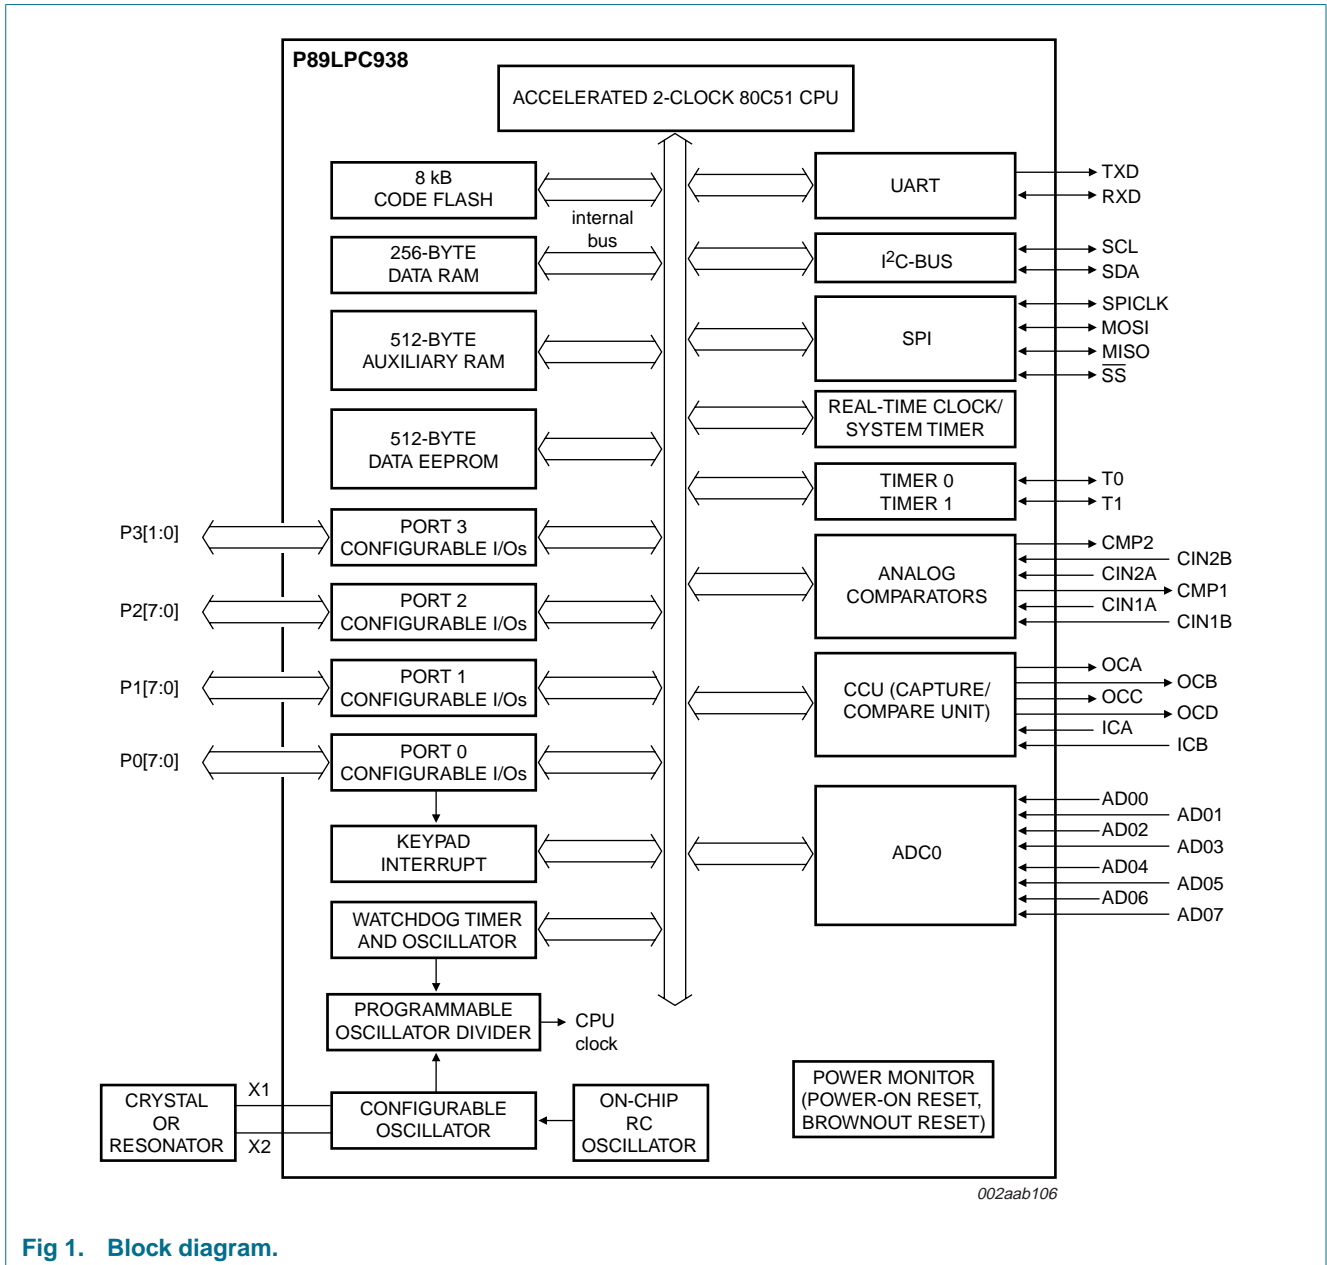 P89LPC938
ACCELERATED 2-CLOCK 80C51 CPU
8 kB
CODE FLASH
internal
bus
256-BYTE
DATA RAM
512-BYTE
AUXILIARY RAM
512-BYTE
DATA EEPROM
P3[1:0]
PORT 3
CONFIGURABLE I/Os
P2[7:0]
PORT 2
CONFIGURABLE I/Os
P1[7:0]
PORT 1
CONFIGURABLE I/Os
P0[7:0]
PORT 0
CONFIGURABLE I/Os
KEYPAD
INTERRUPT
WATCHDOG TIMER
AND OSCILLATOR
PROGRAMMABLE
OSCILLATOR DIVIDER
CPU
clock
CRYSTAL
OR
RESONATOR
X1
X2
CONFIGURABLE
OSCILLATOR
ON-CHIP
RC
OSCILLATOR
UART
TXD
RXD
I²C-BUS
SCL
SDA
SPI
SPICLK
MOSI
MISO
S̅S̅
REAL-TIME CLOCK/
SYSTEM TIMER
TIMER 0
TIMER 1
T0
T1
ANALOG
COMPARATORS
CMP2
CIN2B
CIN2A
CMP1
CIN1A
CIN1B
CCU (CAPTURE/
COMPARE UNIT)
OCA
OCB
OCC
OCD
ICA
ICB
ADC0
AD00
AD01
AD02
AD03
AD04
AD05
AD06
AD07
POWER MONITOR
(POWER-ON RESET,
BROWNOUT RESET)
002aab106
Fig 1. Block diagram.